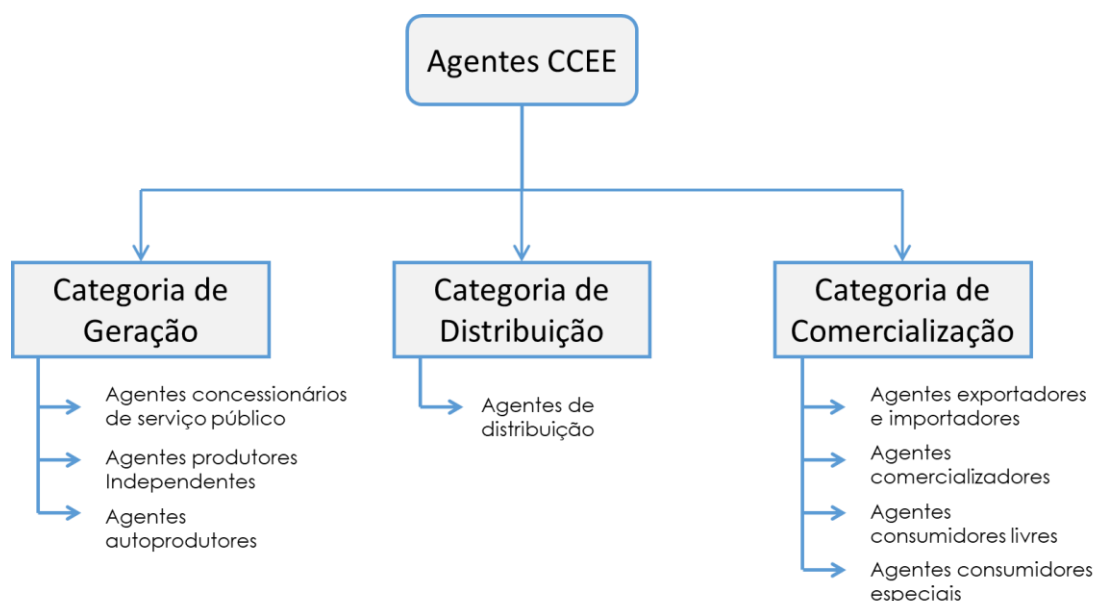 Agentes CCEE
Categoria de
Geração
Agentes concessionários
de serviço público
Agentes produtores
Independentes
Agentes
autoprodutores
Categoria de
Distribuição
Agentes de
distribuição
Categoria de
Comercialização
Agentes exportadores
e importadores
Agentes
comercializadores
Agentes
consumidores livres
Agentes consumidores
especiais